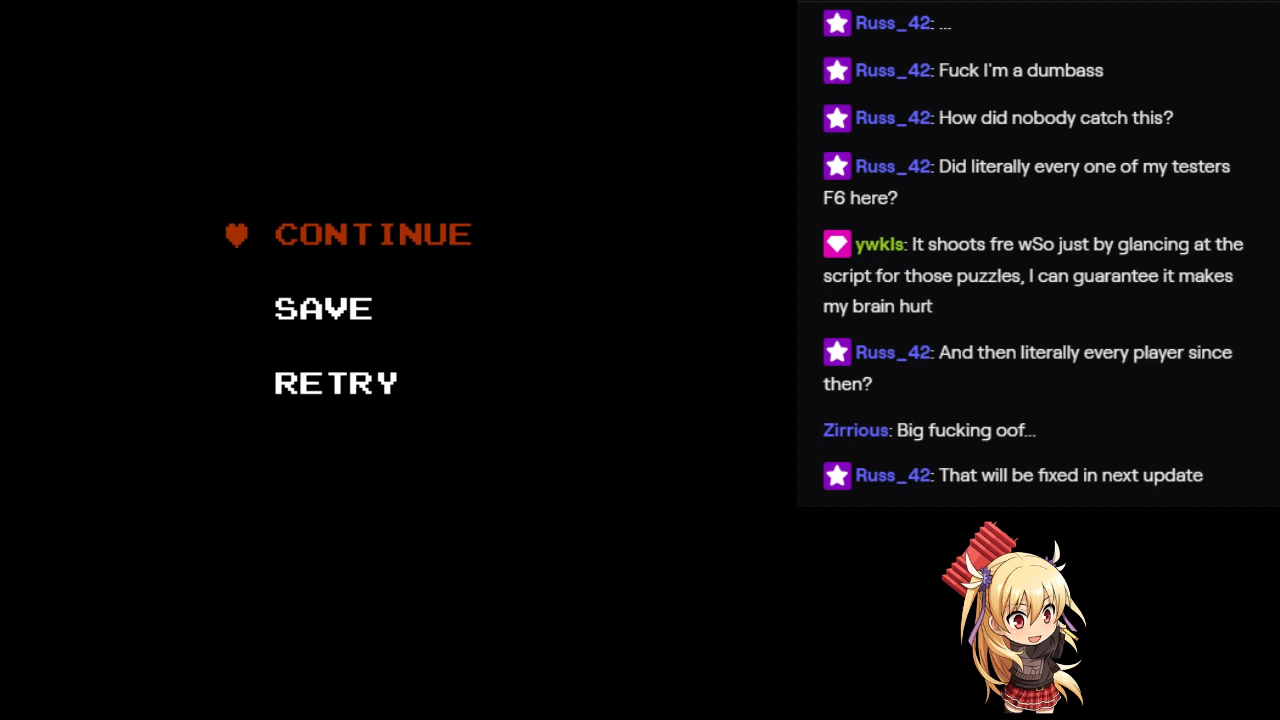 CONTINUE
SAVE
RETRY
Russ_42: ...
Russ_42: Fuck I'm a dumbass
Russ_42: How did nobody catch this?
Russ_42: Did literally every one of my testers
F6 here?
ywkls: It shoots fre wSo just by glancing at the
script for those puzzles, I can guarantee it makes
my brain hurt
Russ_42: And then literally every player since
then?
Zirrious: Big fucking oof...
Russ_42: That will be fixed in next update